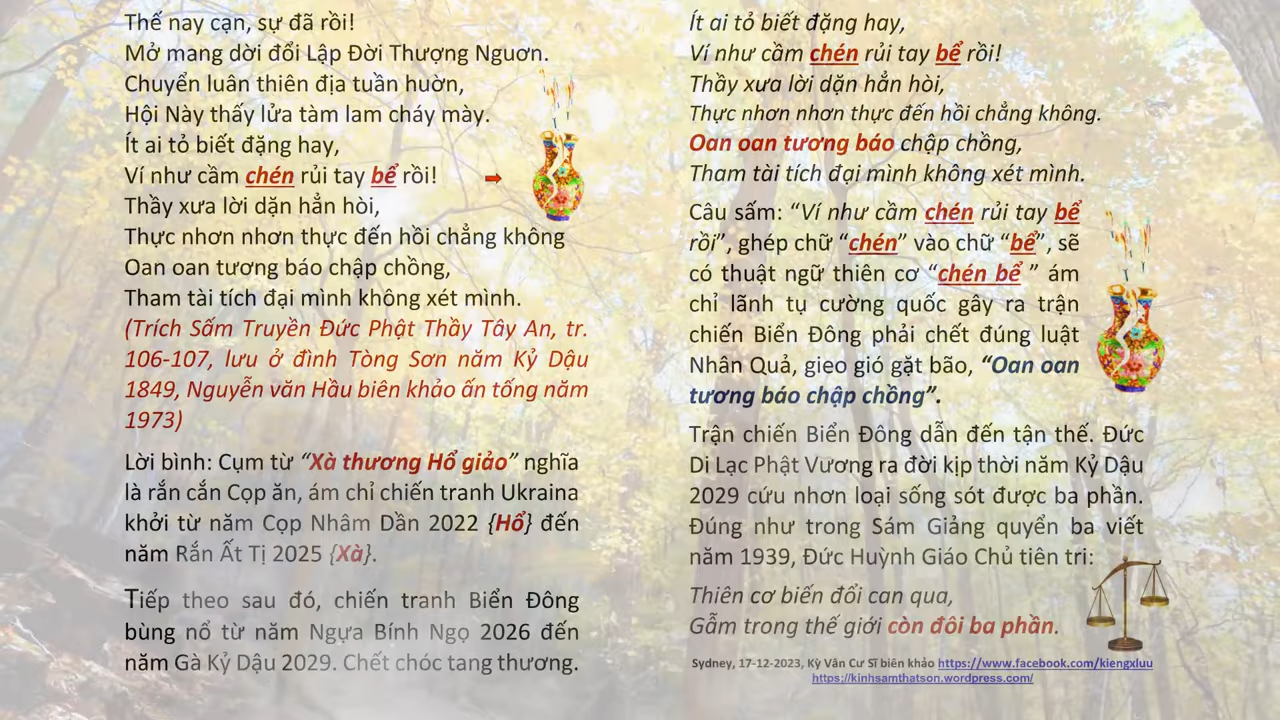 Thế nay cạn, sự đã rồi!
Mở mang dời đổi Lập Đời Thượng Nguơn.
Chuyển luân thiên địa tuần huờn,
Hội Này thấy lửa tàm lam cháy mày.
Ít ai tỏ biết đặng hay,
Ví như cầm chén rủi tay bể rồi!
Thầy xưa lời dặn hẳn hòi,
Thực nhơn nhơn thực đến hồi chẳng không
Oan oan tương báo chập chồng,
Tham tài tích đại mình không xét mình.
(Trích Sấm Truyền Đức Phật Thầy Tây An, tr.
106-107, lưu ở đình Tòng Sơn năm Kỷ Dậu
1849, Nguyễn văn Hầu biên khảo ấn tống năm
1973)
Lời bình: Cụm từ “Xà thương Hổ giảo” nghĩa
là rắn cắn Cọp ăn, ám chỉ chiến tranh Ukraina
khởi từ năm Cọp Nhâm Dần 2022 {Hổ} đến
năm Rắn Ất Tị 2025 {Xà}.
Tiếp theo sau đó, chiến tranh Biển Đông
bùng nổ từ năm Ngựa Bính Ngọ 2026 đến
năm Gà Kỷ Dậu 2029. Chết chóc tang thương.
Ít ai tỏ biết đặng hay,
Ví như cầm chén rủi tay bể rồi!
Thầy xưa lời dặn hẳn hòi,
Thực nhơn nhơn thực đến hồi chẳng không.
Oan oan tương báo chập chồng,
Tham tài tích đại mình không xét mình.
Câu sấm: “Ví như cầm chén rủi tay bể
rồi”, ghép chữ “chén” vào chữ “bể”, sẽ
có thuật ngữ thiên cơ “chén bể ” ám
chỉ lãnh tụ cường quốc gây ra trận
chiến Biển Đông phải chết đúng luật
Nhân Quả, gieo gió gặt bão, “Oan oan
tương báo chập chồng”.
Trận chiến Biển Đông dẫn đến tận thế. Đức
Di Lạc Phật Vương ra đời kịp thời năm Kỷ Dậu
2029 cứu nhơn loại sống sót được ba phần.
Đúng như trong Sám Giảng quyển ba viết
năm 1939, Đức Huỳnh Giáo Chủ tiên tri:
Thiên cơ biến đổi can qua,
Gẫm trong thế giới còn đôi ba phần.
Sydney, 17-12-2023, Kỳ Vân Cư Sĩ biên khảo https://www.facebook.com/kiengxluu
https://kinhsamthatson.wordpress.com/